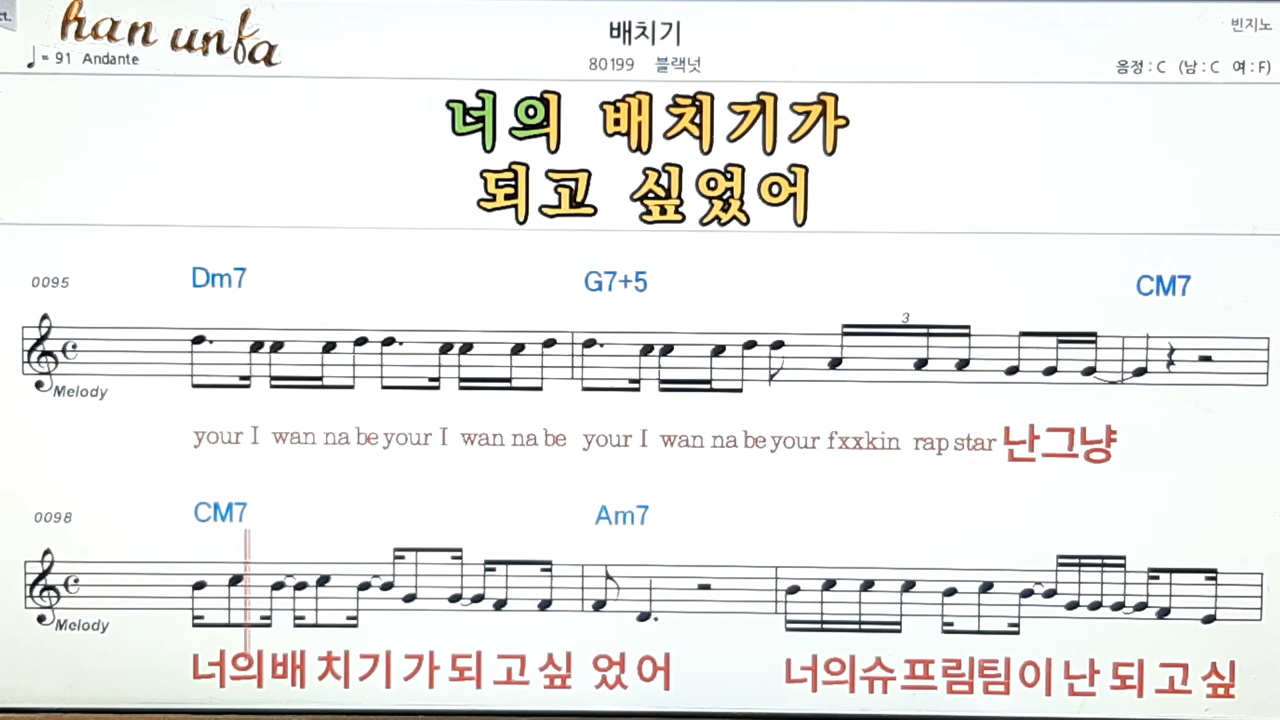 ct.
han unfa
배치기
빈지노
♩= 91 Andante
80199 블랙넛
음정 : C (남 : C 여 : F)
너의 배치기가
되고 싶었어
0095 Dm7 G7+5 CM7
3
Melody
your I wan na be your I wan na be your I wan na be your fxxkin rap star 난그냥
0098 CM7 Am7
Melody
너의배 치기 가 되 고 싶 었 어 너의슈프림팀이 난 되 고 싶